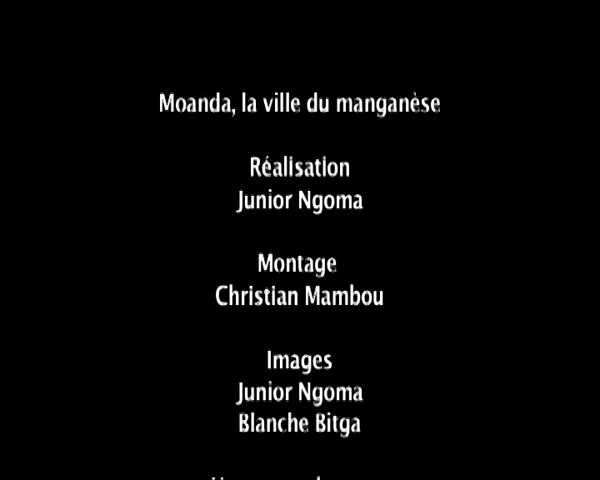 Moanda, la ville du manganèse
Réalisation
Junior Ngoma
Montage
Christian Mambou
Images
Junior Ngoma
Blanche Bitga